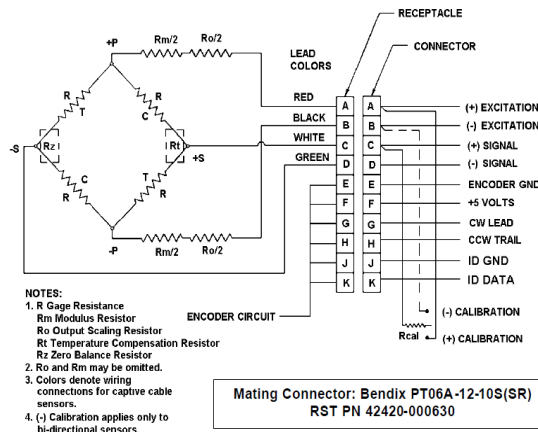 RECEPTACLE
CONNECTOR
+P
Rm/2 Ro/2
LEAD
COLORS
R
T
R
C
RED
A A
(+) EXCITATION
BLACK
B B
(-) EXCITATION
-S
Rz
Rt
+S
WHITE
C C
(+) SIGNAL
GREEN
D D
(-) SIGNAL
C
R
T
R
E E
ENCODER GND
F F
+5 VOLTS
G G
CW LEAD
H H
CCW TRAIL
-P
Rm/2 Ro/2
J J
ID GND
K K
ID DATA
NOTES:
1. R Gage Resistance
Rm Modulus Resistor
Ro Output Scaling Resistor
Rt Temperature Compensation Resistor
Rz Zero Balance Resistor
2. Ro and Rm may be omitted.
3. Colors denote wiring
connections for captive cable
sensors.
4. (-) Calibration applies only to
bi-directional sensors
ENCODER CIRCUIT
(-) CALIBRATION
Rcal
(+) CALIBRATION
Mating Connector: Bendix PT06A-12-10S(SR)
RST PN 42420-000630